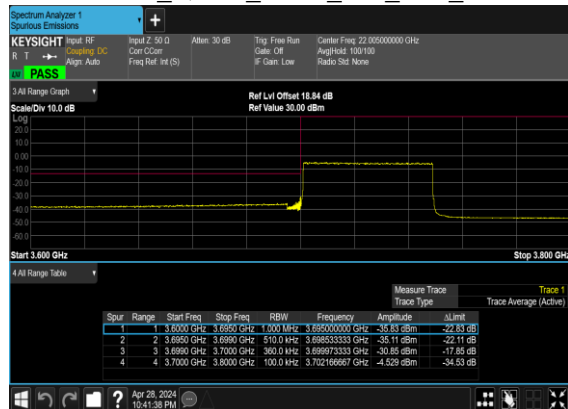 Spectrum Analyzer 1
Spurious Emissions
+
KEYSIGHT Input: RF Input Z: 50 Ω Atten: 30 dB Trig: Free Run Center Freq: 22.005000000 GHz
R T Coupling: DC Corr CCorr Gate: Off Avg|Hold: 100/100
Align: Auto Freq Ref: Int (S) IF Gain: Low Radio Std: None
PASS
3 All Range Graph
Ref Lvl Offset 18.84 dB
Scale/Div 10.0 dB Ref Value 30.00 dBm
Log
20.0
10.0
0.00
-10.0
-20.0
-30.0
-40.0
-50.0
-60.0
Start 3.600 GHz Stop 3.800 GHz
4 All Range Table
Measure Trace Trace 1
Trace Type Trace Average (Active)
Spur Range Start Freq Stop Freq RBW Frequency Amplitude ΔLimit
1 1 3.6000 GHz 3.6950 GHz 1.000 MHz 3.695000000 GHz -35.83 dBm -22.83 dB
2 2 3.6950 GHz 3.6990 GHz 510.0 kHz 3.698533333 GHz -35.11 dBm -22.11 dB
3 3 3.6990 GHz 3.7000 GHz 360.0 kHz 3.699973333 GHz -30.85 dBm -17.85 dB
4 4 3.7000 GHz 3.8000 GHz 100.0 kHz 3.702166667 GHz -4.529 dBm -34.53 dB
? Apr 28, 2024
10:41:38 PM